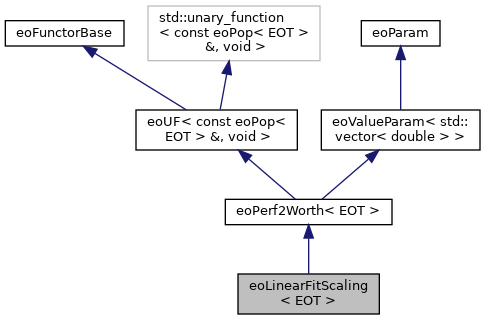 eoFunctorBase
std::unary_function
< const eoPop< EOT >
&, void >
eoParam
eoUF< const eoPop<
EOT > &, void >
eoValueParam< std::
vector< double > >
eoPerf2Worth< EOT >
eoLinearFitScaling
< EOT >